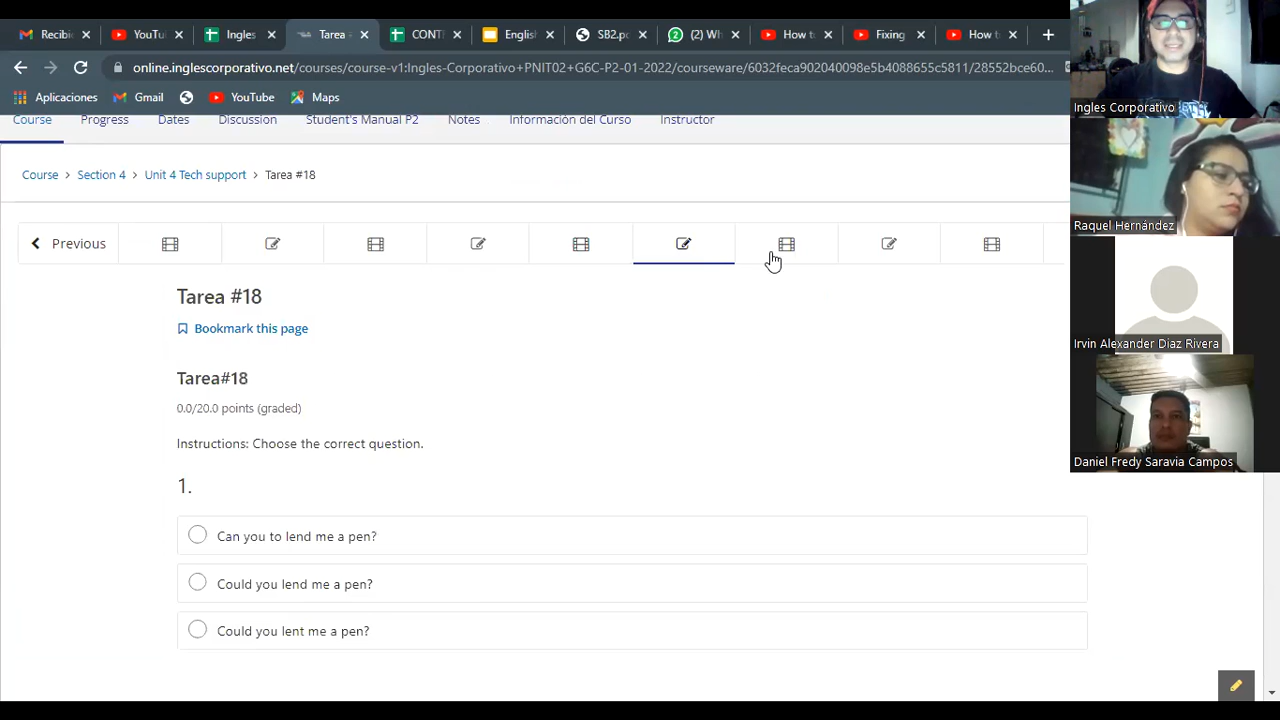 Recibi
YouTu
Ingles
Tarea
CONT
English
SB2.pd
(2) Wh
How to
Fixing
How to
online.inglescorporativo.net/courses/course-v1:Ingles-Corporativo+PNIT02+G6C-P2-01-2022/courseware/6032feca902040098e5b4088655c5811/28552bce60...
Aplicaciones
Gmail
YouTube
Maps
Ingles Corporativo
Course
Progress
Dates
Discussion
Student's Manual P2
Notes
Información del Curso
Instructor
Course > Section 4 > Unit 4 Tech support > Tarea #18
Raquel Hernández
Previous
Tarea #18
Bookmark this page
Irvin Alexander Diaz Rivera
Tarea#18
0.0/20.0 points (graded)
Instructions: Choose the correct question.
Daniel Fredy Saravia Campos
1.
Can you to lend me a pen?
Could you lend me a pen?
Could you lent me a pen?